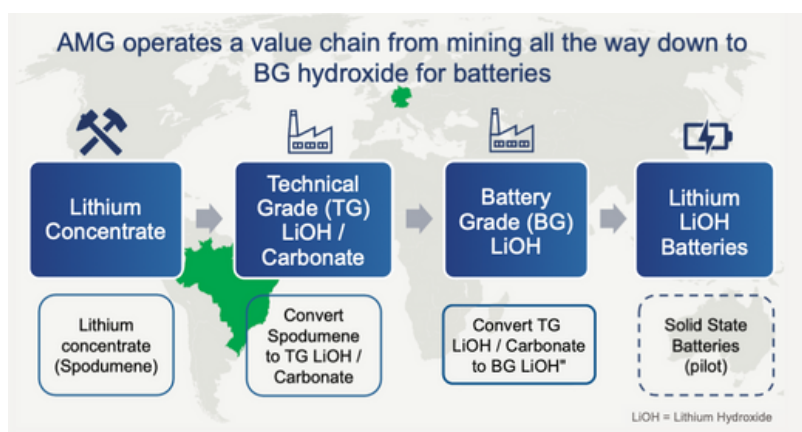 AMG operates a value chain from mining all the way down to
BG hydroxide for batteries
Lithium
Concentrate
Technical
Grade (TG)
LiOH /
Carbonate
Battery
Grade (BG)
LiOH
Lithium
LiOH
Batteries
Lithium
concentrate
(Spodumene)
Convert
Spodumene
to TG LiOH /
Carbonate
Convert TG
LiOH / Carbonate
to BG LiOH"
Solid State
Batteries
(pilot)
LiOH = Lithium Hydroxide